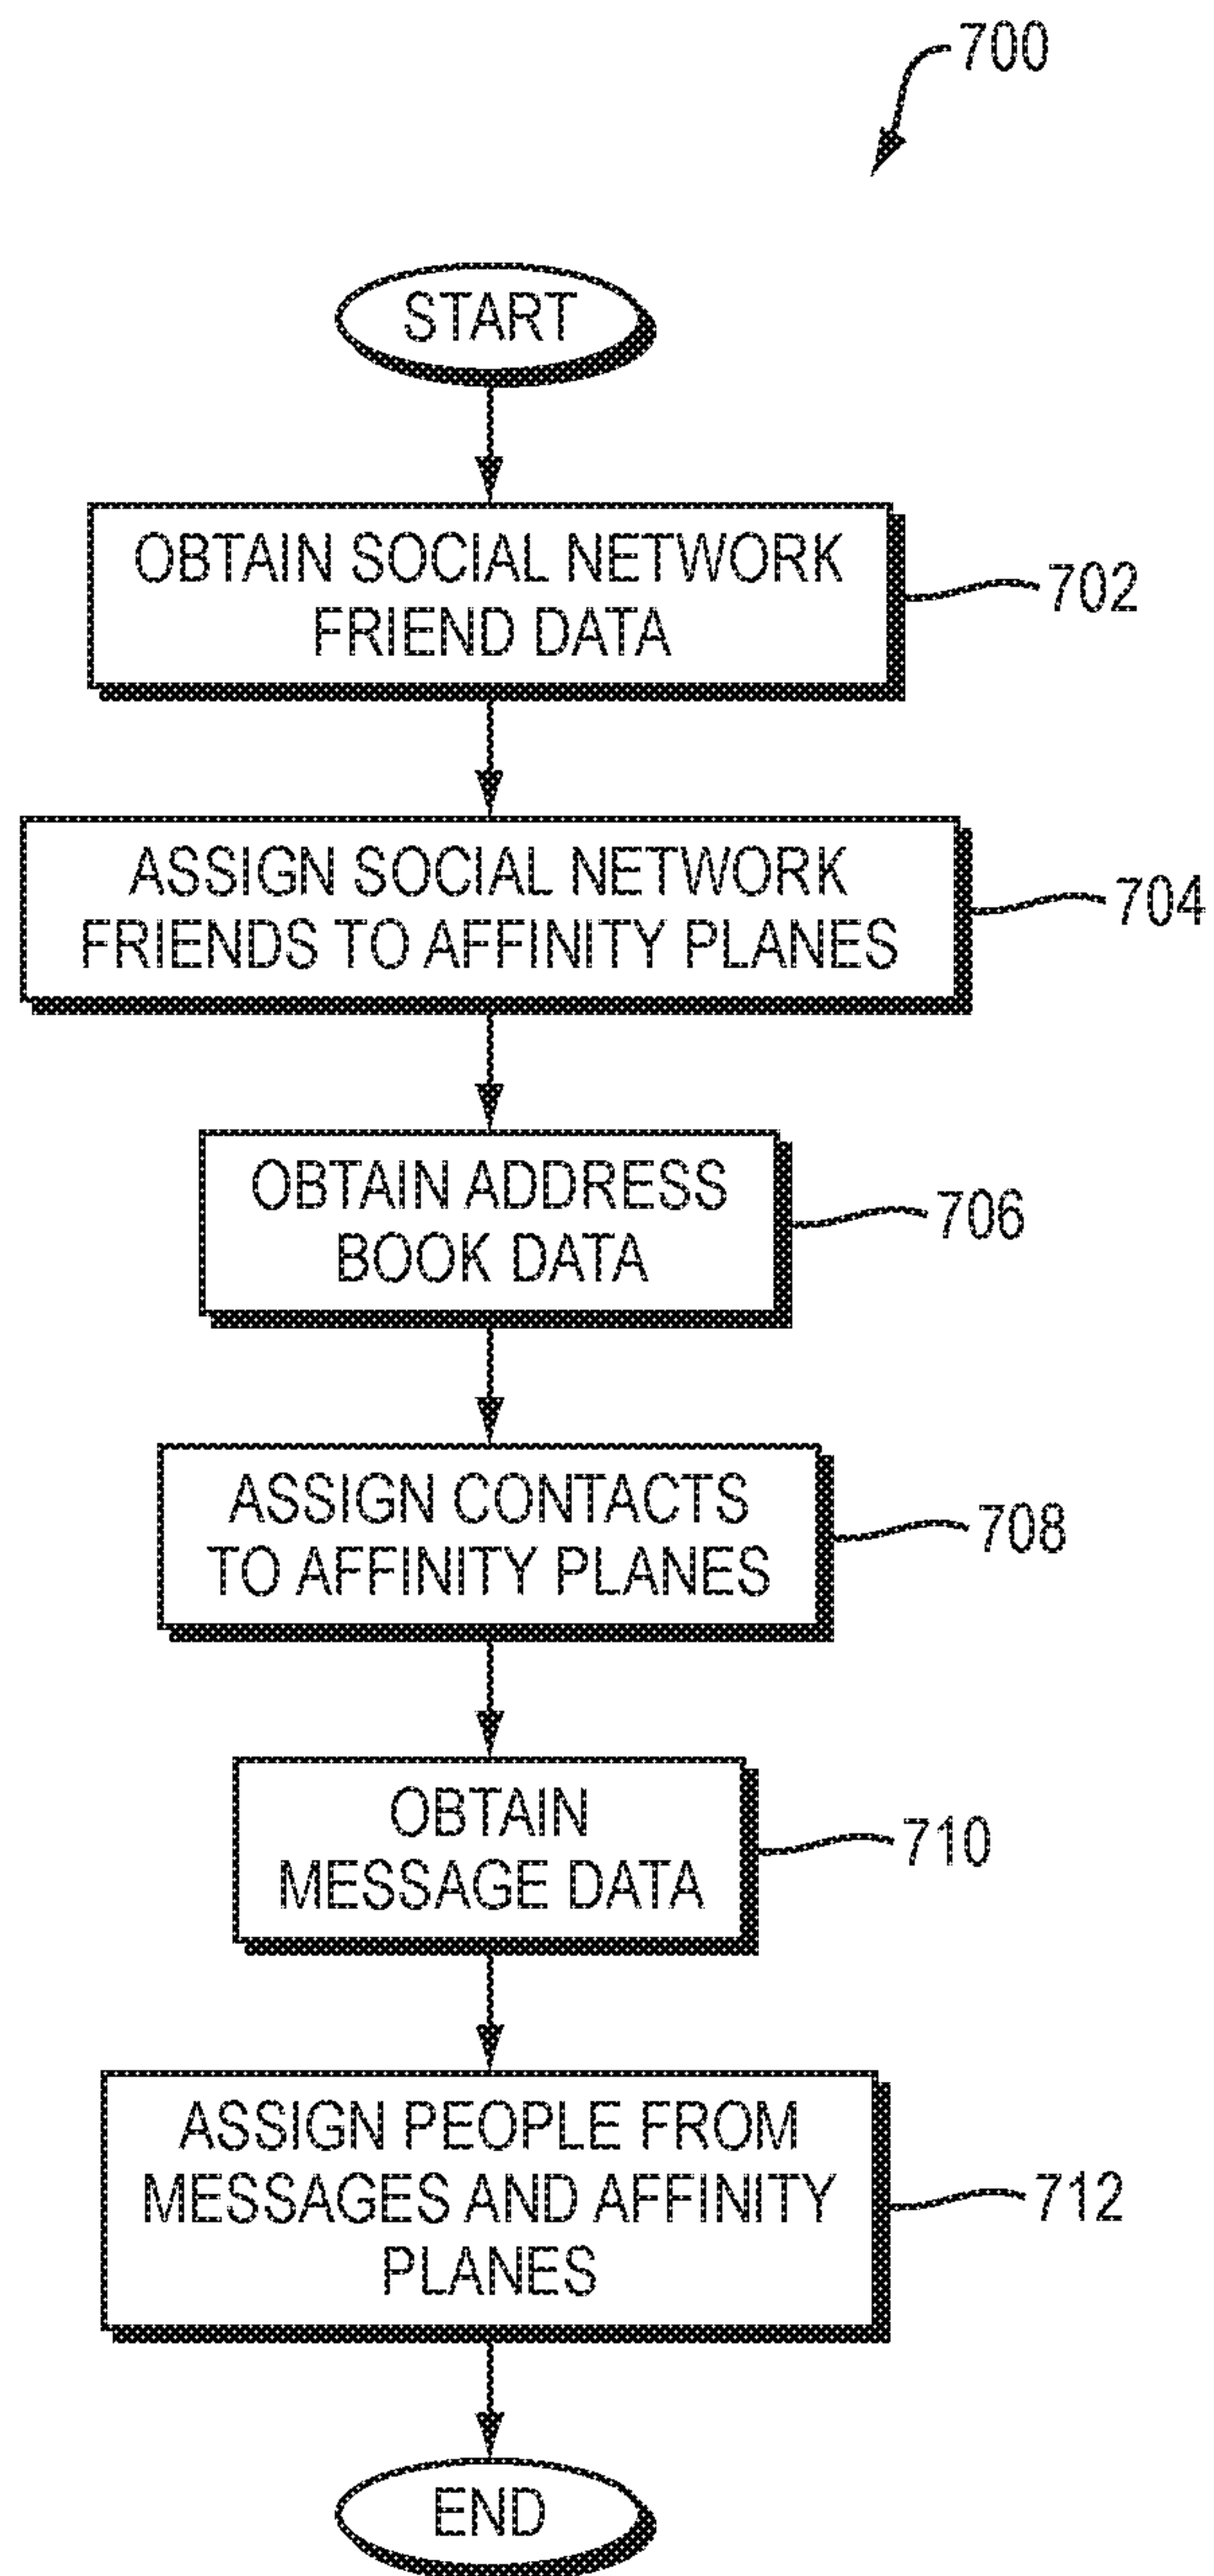 700
START
OBTAIN SOCIAL NETWORK
FRIEND DATA
702
ASSIGN SOCIAL NETWORK
FRIENDS TO AFFINITY PLANES
704
OBTAIN ADDRESS
BOOK DATA
706
ASSIGN CONTACTS
TO AFFINITY PLANES
708
OBTAIN
MESSAGE DATA
710
ASSIGN PEOPLE FROM
MESSAGES AND AFFINITY
PLANES
712
END